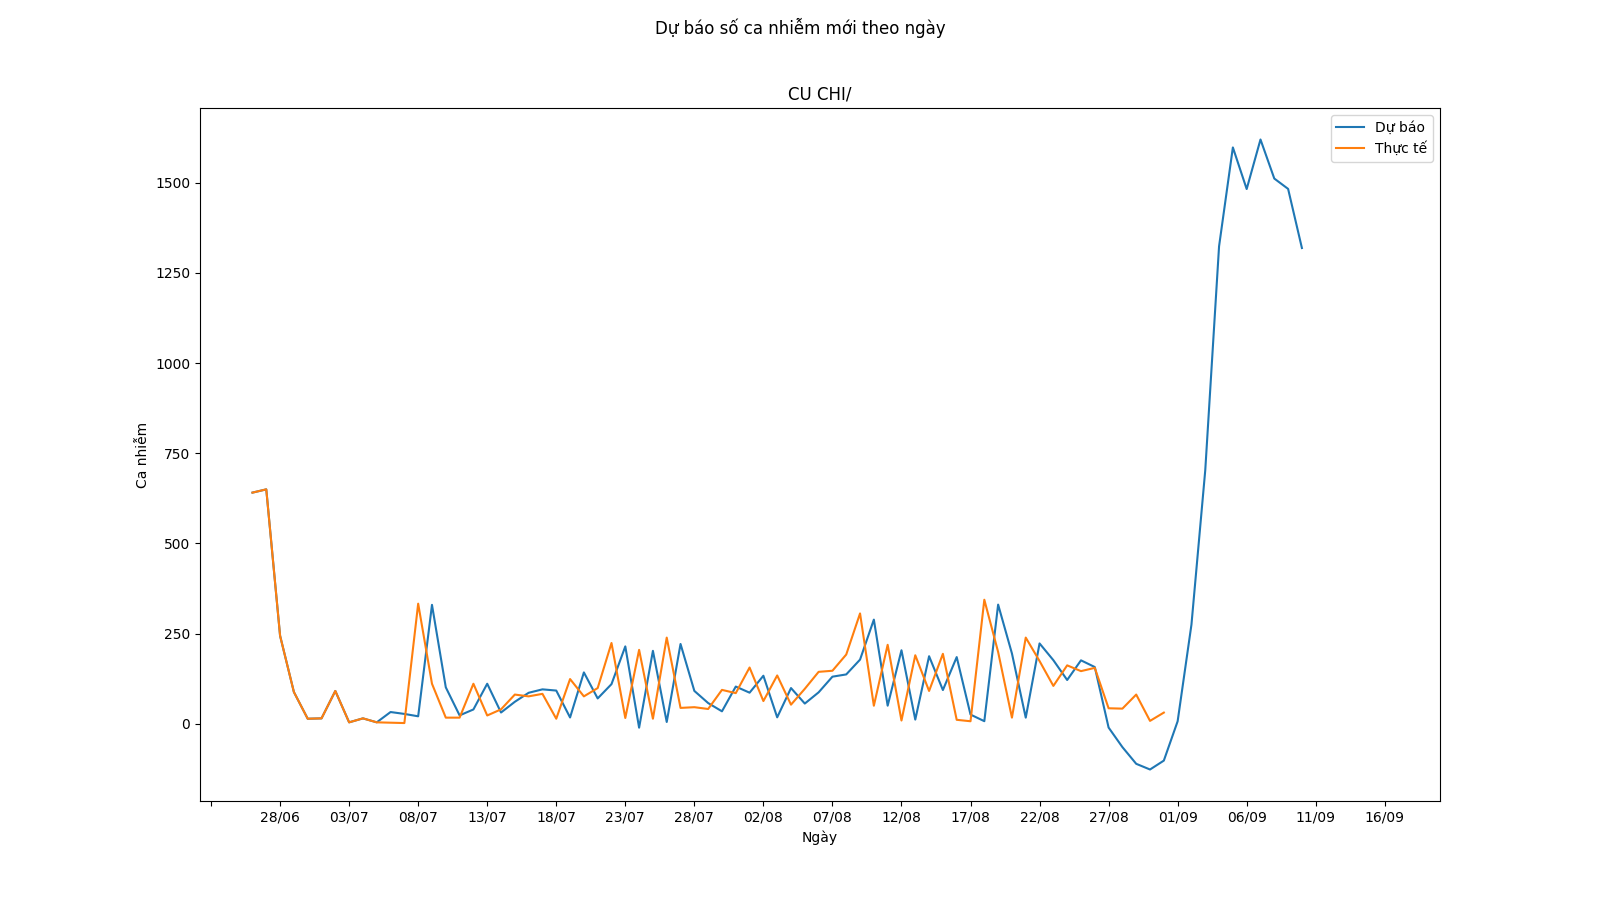 Dự báo số ca nhiễm mới theo ngày
CU CHI/
Dự báo
Thực tế
1500
1250
1000
750
500
250
0
Ca nhiễm
28/06 03/07 08/07 13/07 18/07 23/07 28/07 02/08 07/08 12/08 17/08 22/08 27/08 01/09 06/09 11/09 16/09
Ngày